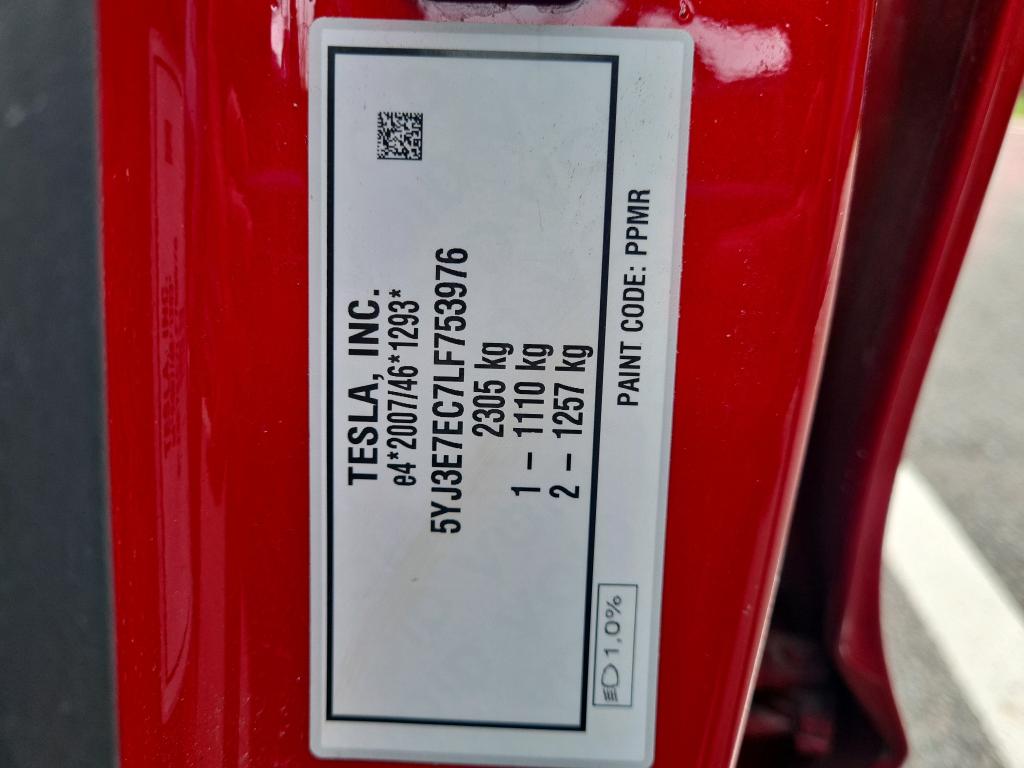 TESLA, INC.
e4*2007/46*1293*
5YJ3E7EC7LF753976
2305 kg
1 – 1110 kg
2 – 1257 kg
PAINT CODE: PPMR
1,0%